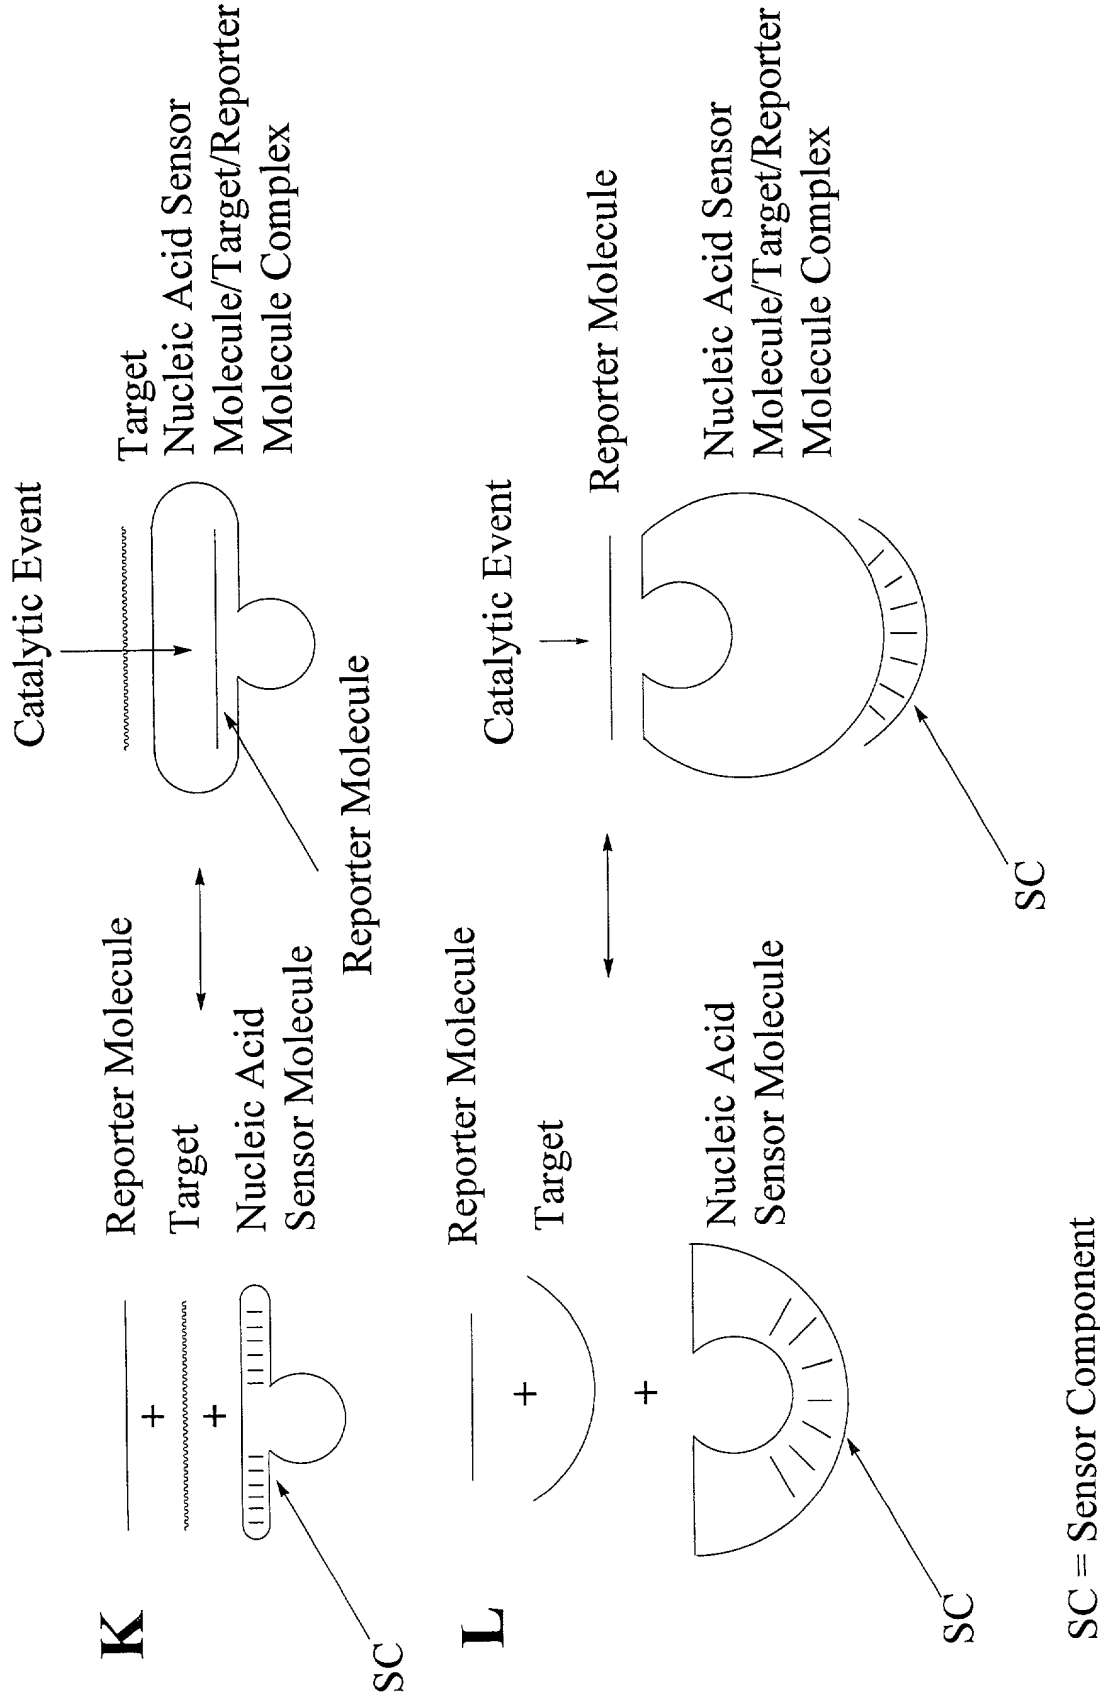 K
Reporter Molecule
Target
Nucleic Acid
Sensor Molecule
SC
Catalytic Event
Target
Nucleic Acid Sensor
Molecule/Target/Reporter
Molecule Complex
Reporter Molecule
L
Reporter Molecule
Target
Nucleic Acid
Sensor Molecule
SC
Catalytic Event
Reporter Molecule
Nucleic Acid Sensor
Molecule/Target/Reporter
Molecule Complex
SC
SC = Sensor Component